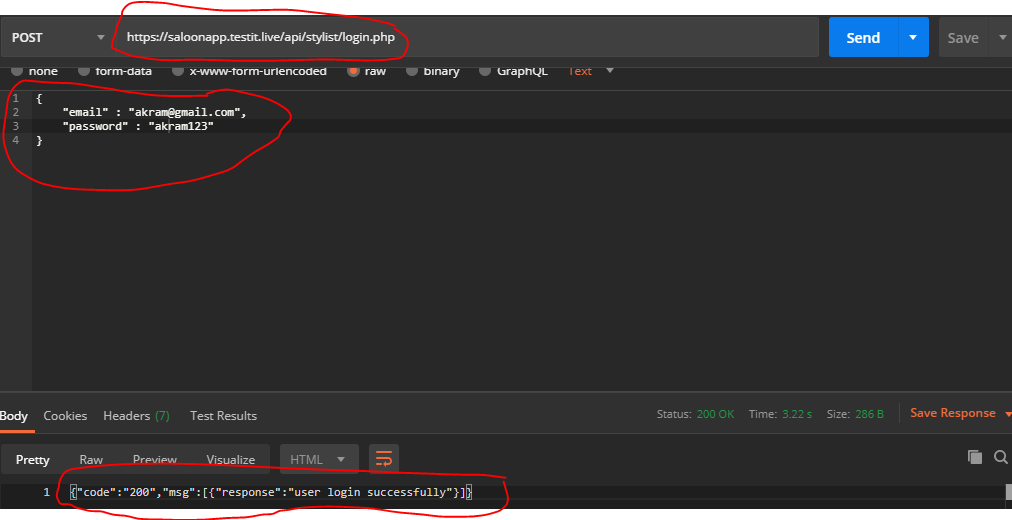 POST https://saloonapp.testit.live/api/stylist/login.php Send Save
none form-data x-www-form-urlencoded raw binary GraphQL Text
1 {
2 "email" : "akram@gmail.com",
3 "password" : "akram123"
4 }
Body Cookies Headers (7) Test Results Status: 200 OK Time: 3.22 s Size: 286 B Save Response
Pretty Raw Preview Visualize HTML
1 {"code":"200","msg":[{"response":"user login successfully"}]}